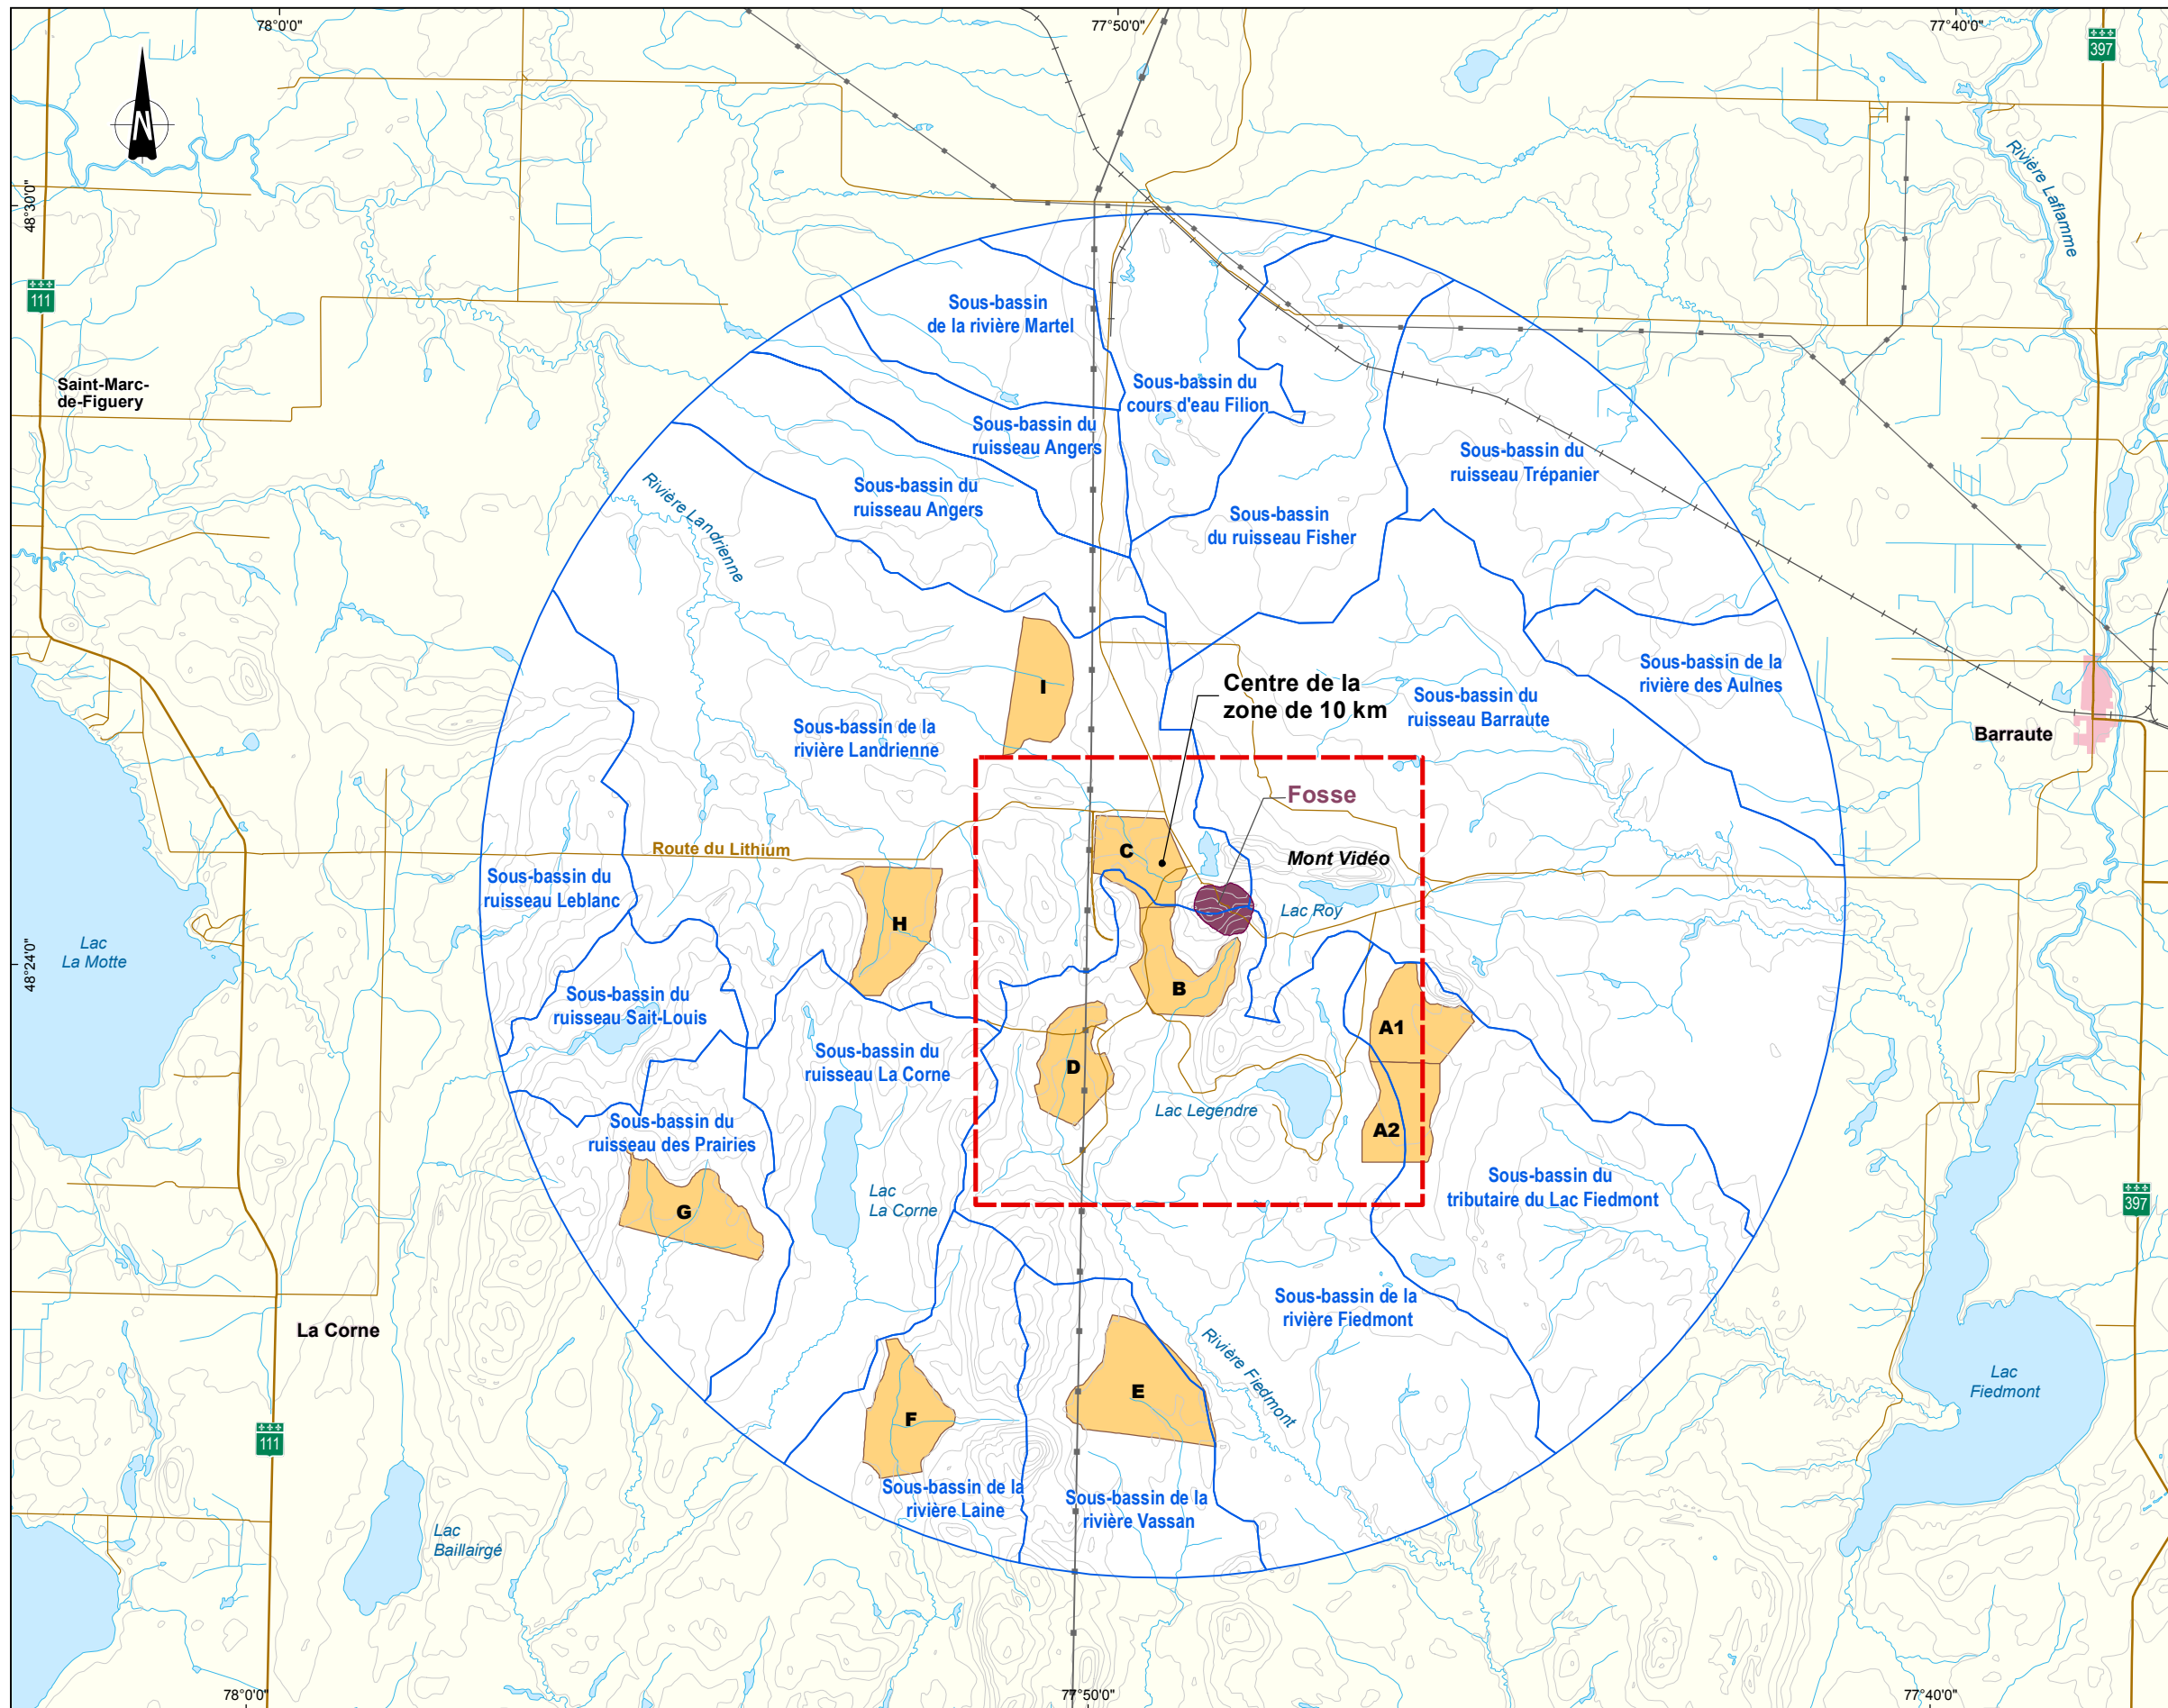 78°0'0"
77°50'0"
77°40'0"
397
N
48°30'0"
Rivière Laflamme
111
Sous-bassin
de la rivière Martel
Saint-Marc-
de-Figuery
Sous-bassin du
cours d'eau Filion
Sous-bassin du
ruisseau Angers
Sous-bassin du
ruisseau Trépanier
Sous-bassin du
ruisseau Angers
Rivière Landrienne
Sous-bassin
du ruisseau Fisher
Sous-bassin de la
rivière des Aulnes
I
Centre de la
zone de 10 km
Sous-bassin du
ruisseau Barraute
Sous-bassin de la
rivière Landrienne
Barraute
Fosse
Route du Lithium
C
Mont Vidéo
Sous-bassin du
ruisseau Leblanc
H
Lac Roy
Lac
La Motte
48°24'0"
B
Sous-bassin du
ruisseau Sait-Louis
A1
Sous-bassin du
ruisseau La Corne
D
Lac Legendre
Sous-bassin du
ruisseau des Prairies
A2
Sous-bassin du
tributaire du Lac Fiedmont
Lac
La Corne
397
G
Sous-bassin de la
rivière Fiedmont
La Corne
Rivière Fiedmont
Lac
Fiedmont
E
F
111
Sous-bassin de la
rivière Laine
Sous-bassin de la
rivière Vassan
Lac
Baillairgé
78°0'0"
77°50'0"
77°40'0"